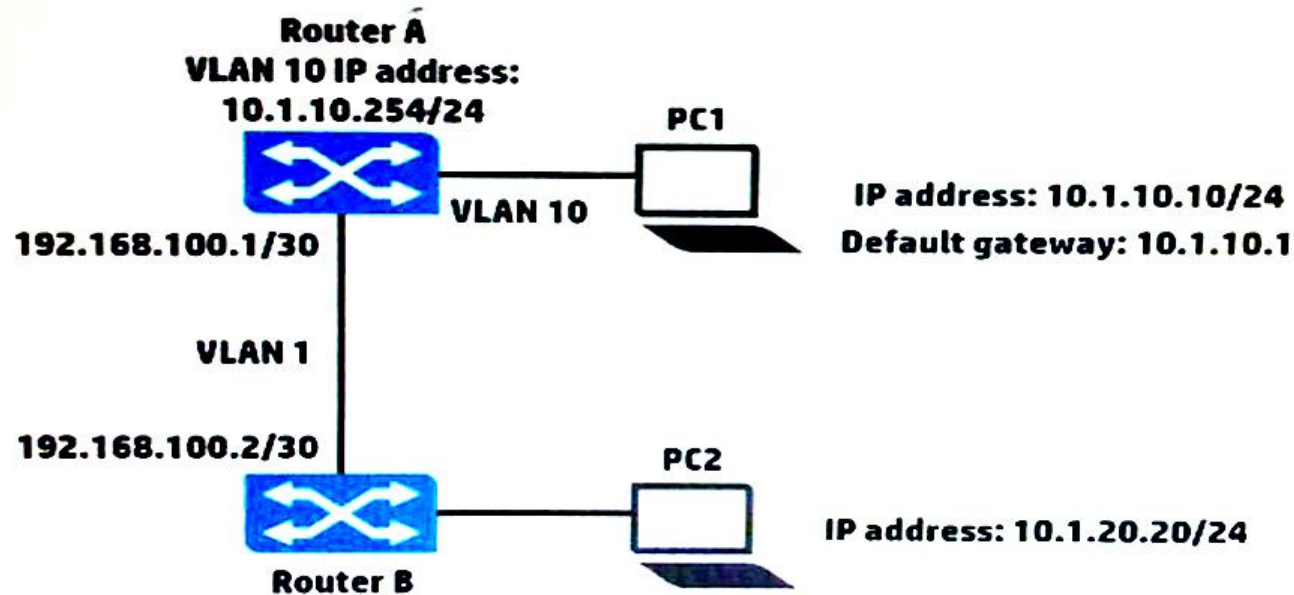 Router A
VLAN 10 IP address:
10.1.10.254/24
PC1
VLAN 10
IP address: 10.1.10.10/24
Default gateway: 10.1.10.1
192.168.100.1/30
VLAN 1
192.168.100.2/30
PC2
IP address: 10.1.20.20/24
Router B